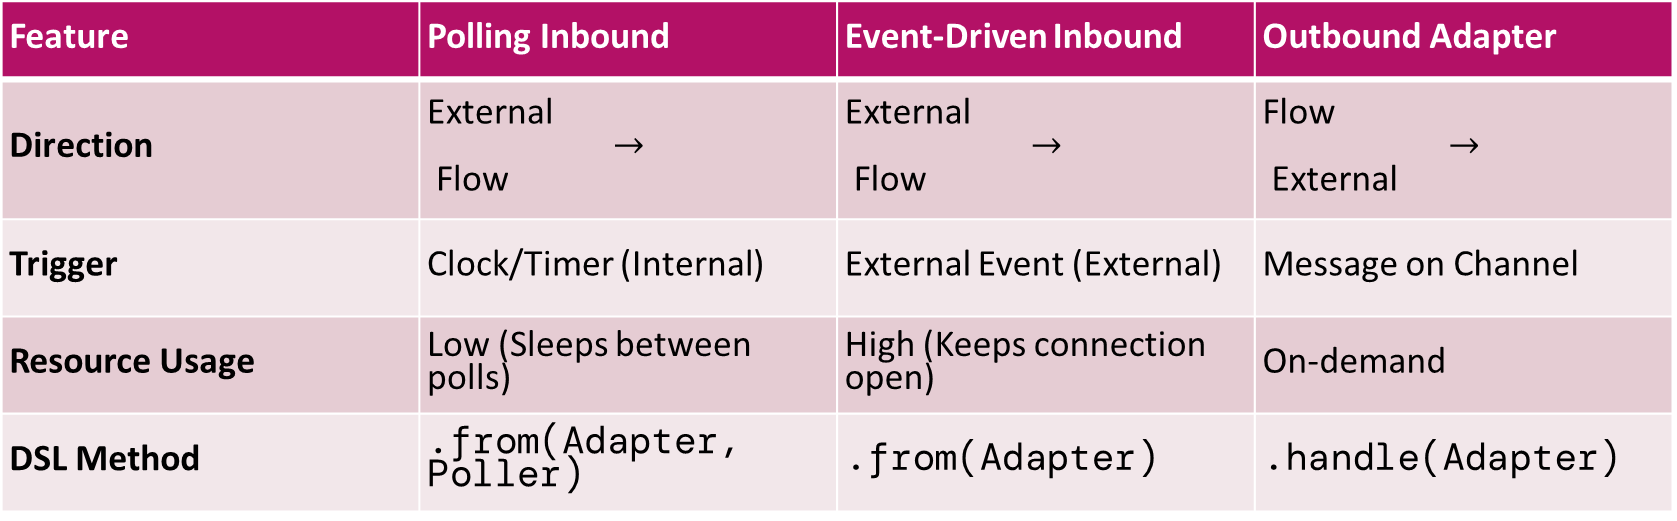 Feature Polling Inbound Event-Driven Inbound Outbound Adapter
Direction
External
→
Flow
External
→
Flow
Flow
→
External
Trigger Clock/Timer (Internal) External Event (External) Message on Channel
Resource Usage
Low (Sleeps between
polls)
High (Keeps connection
open)
On-demand
DSL Method
.from(Adapter,
Poller)
.from(Adapter)
.handle(Adapter)